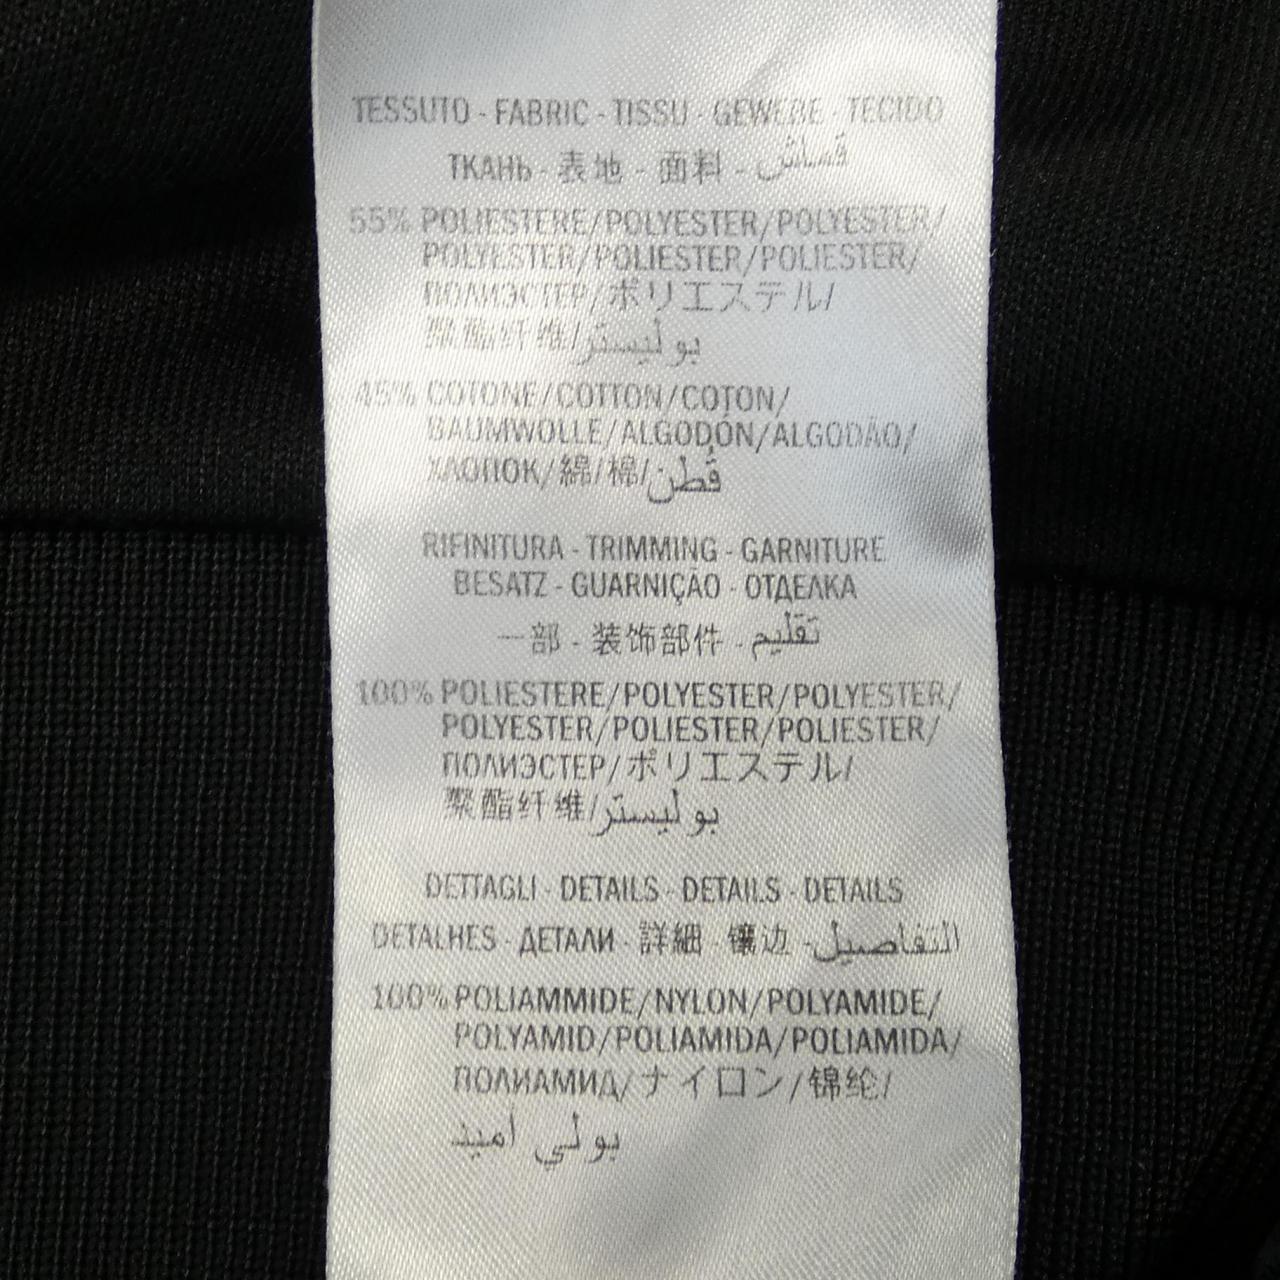 TESSUTO - FABRIC - TISSU - GEWEBE - TECIDO
ТКАНЬ - 表地 - 面料 - قماش
55% POLIESTERE/POLYESTER/POLYESTER/
POLYESTER/POLIESTER/POLIESTER/
ПОЛИЭСТЕР/ポリエステル/
聚酯纤维/بوليستر
45% COTONE/COTTON/COTON/
BAUMWOLLE/ALGODÓN/ALGODÃO/
ХЛОПОК/綿/棉/قُطن
RIFINITURA - TRIMMING - GARNITURE
BESATZ - GUARNIÇÃO - ОТДЕЛКА
一部 - 装饰部件 - تقليم
100% POLIESTERE/POLYESTER/POLYESTER/
POLYESTER/POLIESTER/POLIESTER/
ПОЛИЭСТЕР/ポリエステル/
聚酯纤维/بوليستر
DETTAGLI - DETAILS - DETAILS - DETAILS
DETALHES - ДЕТАЛИ - 詳細 - 镶边 - التفاصيل
100% POLIAMMIDE/NYLON/POLYAMIDE/
POLYAMID/POLIAMIDA/POLIAMIDA/
ПОЛИАМИД/ナイロン/锦纶/
بولي أميد